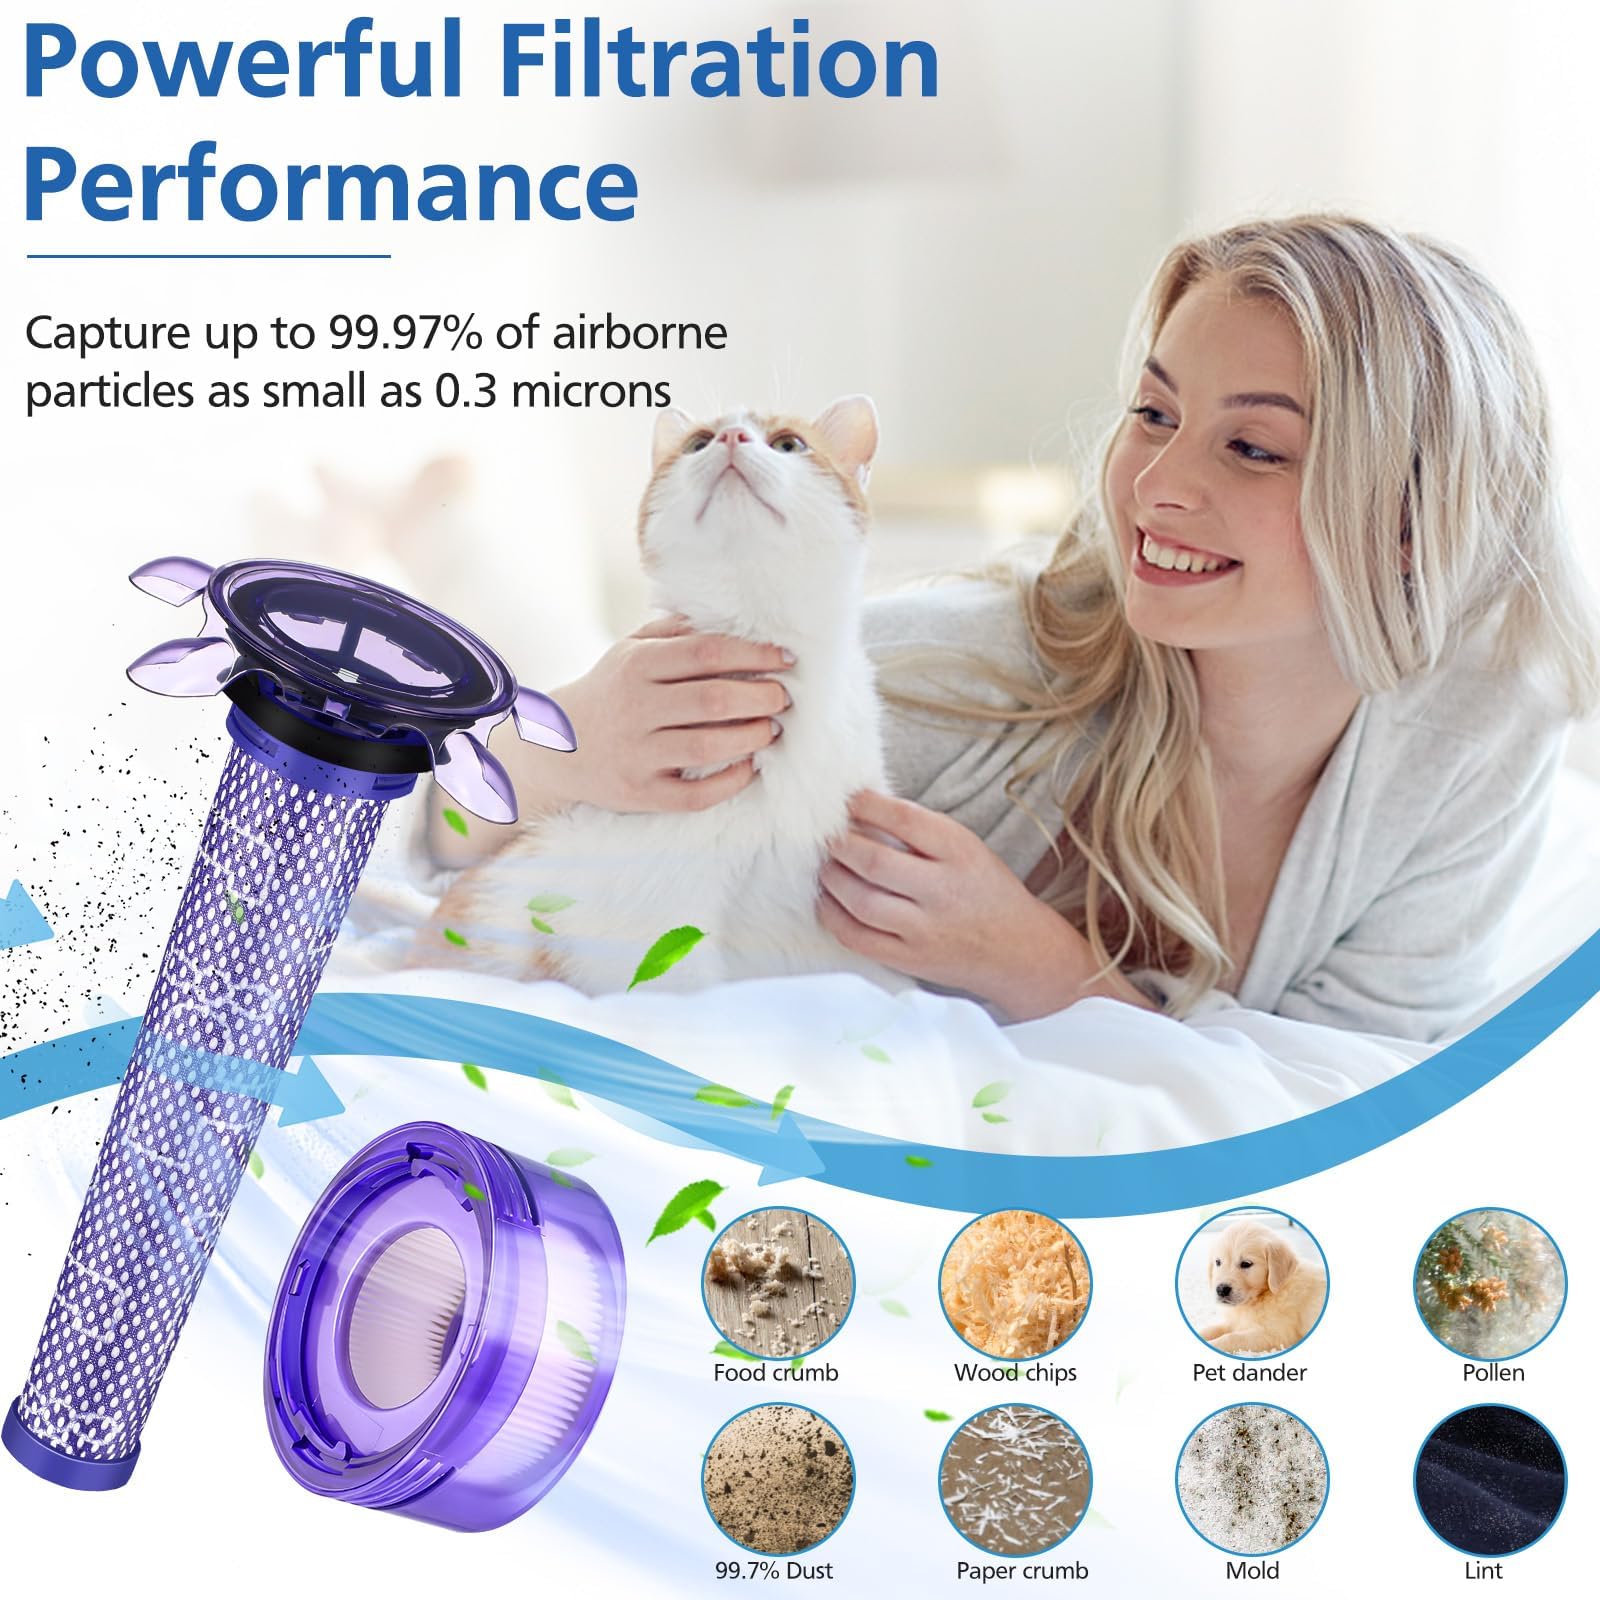 Powerful Filtration
Performance
Capture up to 99.97% of airborne
particles as small as 0.3 microns
Food crumb
Wood chips
Pet dander
Pollen
99.7% Dust
Paper crumb
Mold
Lint